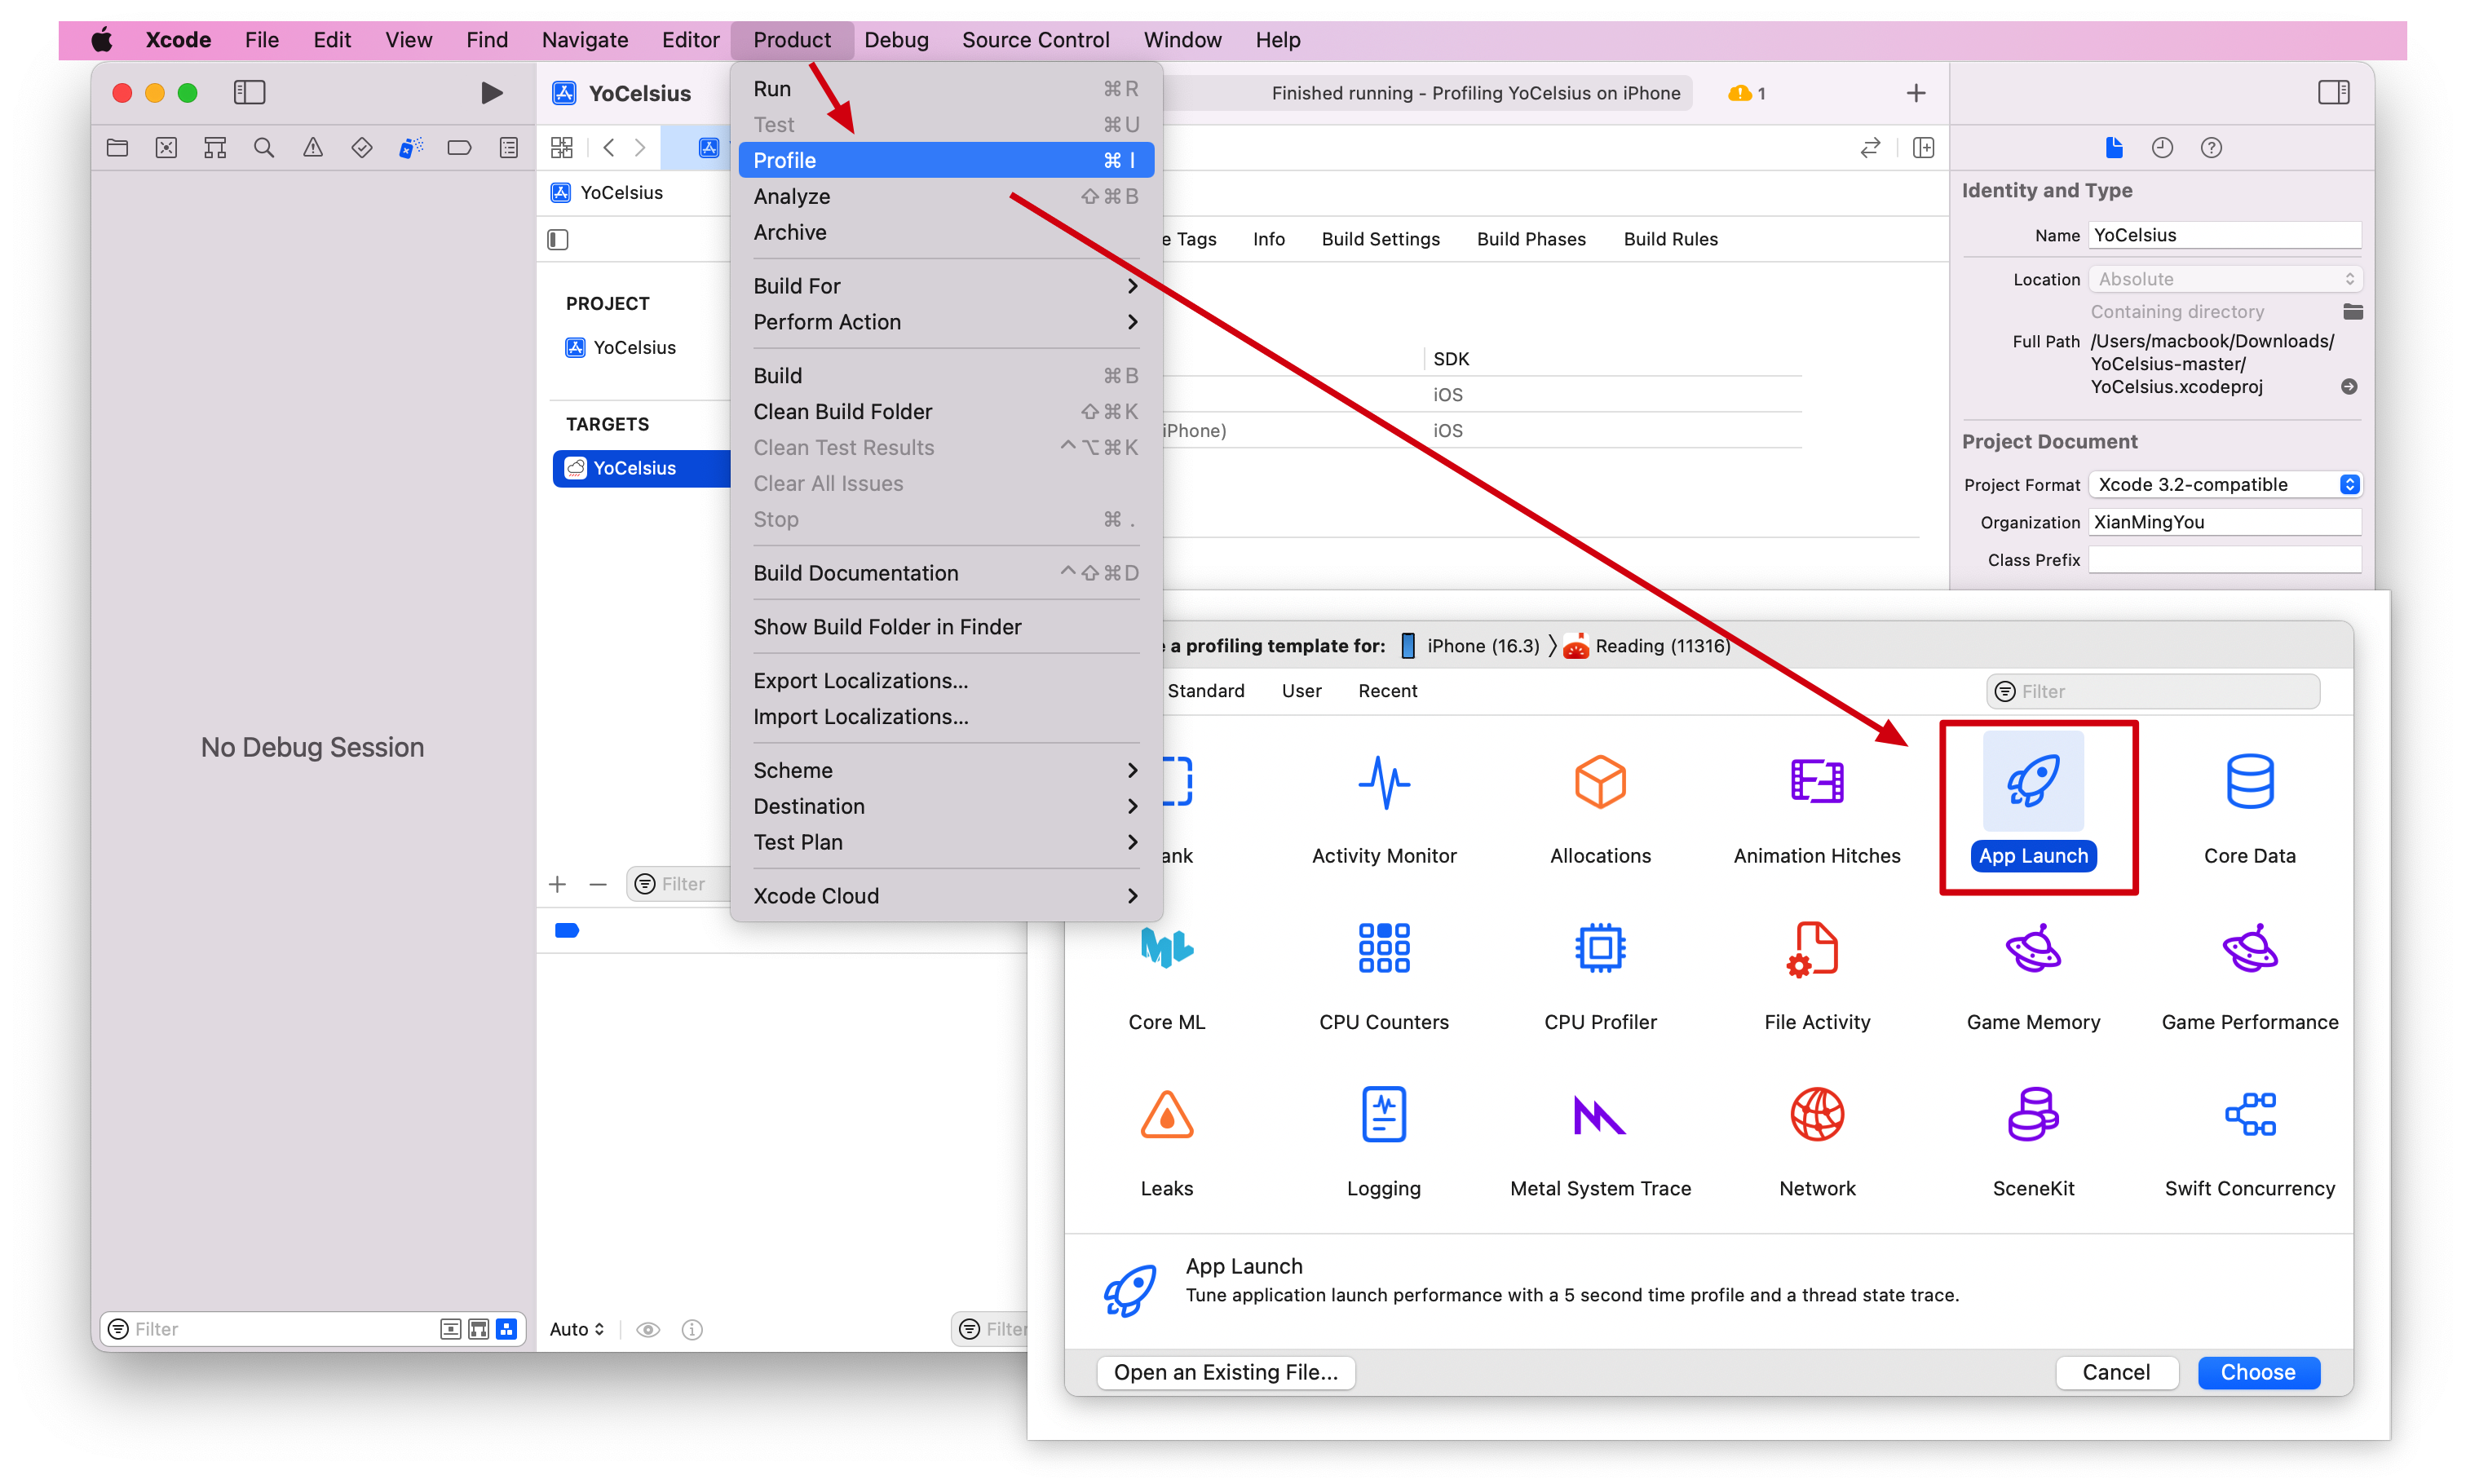 Xcode File Edit View Find Navigate Editor Product Debug Source Control Window Help
YoCelsius
Finished running - Profiling YoCelsius on iPhone
1
YoCelsius
PROJECT
YoCelsius
TARGETS
YoCelsius
No Debug Session
Filter
Filter
Auto
Filter
Run ⌘R
Test ⌘U
Profile ⌘I
Analyze ⇧⌘B
Archive
Build For
Perform Action
Build ⌘B
Clean Build Folder ⇧⌘K
Clean Test Results ^⌥⌘K
Clear All Issues
Stop ⌘.
Build Documentation ^⇧⌘D
Show Build Folder in Finder
Export Localizations...
Import Localizations...
Scheme
Destination
Test Plan
Xcode Cloud
e Tags Info Build Settings Build Phases Build Rules
SDK
iOS
iPhone) iOS
Identity and Type
Name YoCelsius
Location Absolute
Containing directory
Full Path /Users/macbook/Downloads/
YoCelsius-master/
YoCelsius.xcodeproj
Project Document
Project Format Xcode 3.2-compatible
Organization XianMingYou
Class Prefix
a profiling template for: iPhone (16.3) Reading (11316)
Standard User Recent Filter
ank Activity Monitor Allocations Animation Hitches App Launch Core Data
Core ML CPU Counters CPU Profiler File Activity Game Memory Game Performance
Leaks Logging Metal System Trace Network SceneKit Swift Concurrency
App Launch
Tune application launch performance with a 5 second time profile and a thread state trace.
Open an Existing File... Cancel Choose